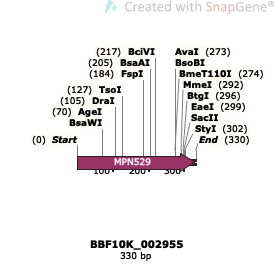 Created with SnapGene®
(217) BciVI AvaI (273)
(205) BsaAI BsoBI
(184) FspI BmeT110I (274)
(127) TsoI MmeI (292)
(105) DraI BtgI (296)
(70) AgeI EaeI (299)
BsaWI SacII
StyI (302)
(0) Start End (330)
MPN529
100 200 300
BBF10K_002955
330 bp